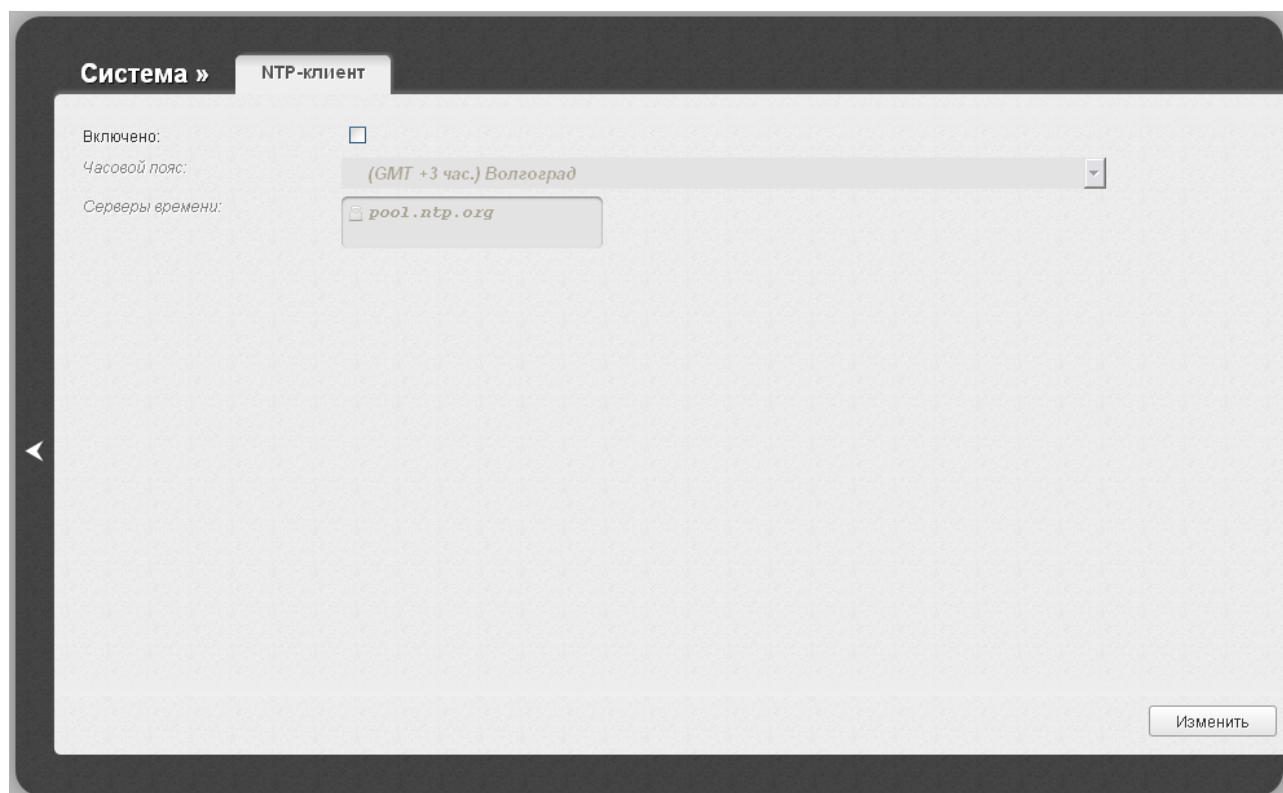 Система »
NTP-клиент
Включено:
Часовой пояс:
(GMT +3 час.) Волгоград
Серверы времени:
pool.ntp.org
Изменить